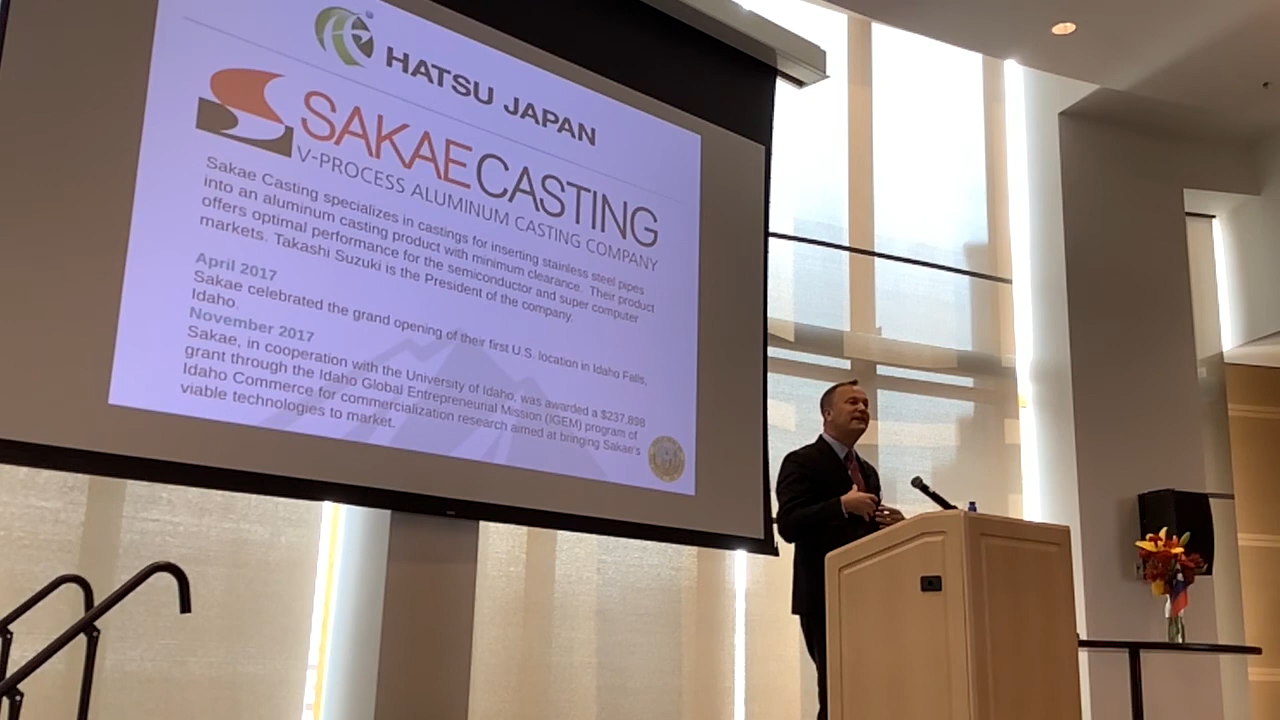 HATSU JAPAN
SAKAE CASTING
V-PROCESS ALUMINUM CASTING COMPANY
Sakae Casting specializes in castings for inserting stainless steel pipes
into an aluminum casting product with minimum clearance. Their product
offers optimal performance for the semiconductor and super computer
markets. Takashi Suzuki is the President of the company.
April 2017
Sakae celebrated the grand opening of their first U.S. location in Idaho Falls,
Idaho.
November 2017
Sakae, in cooperation with the University of Idaho, was awarded a $237,898
grant through the Idaho Global Entrepreneurial Mission (IGEM) program of
Idaho Commerce for commercialization research aimed at bringing Sakae's
viable technologies to market.